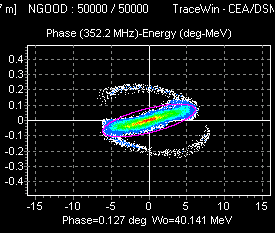 7 m] NGOOD : 50000 / 50000 TraceWin - CEA/DSM
Phase (352.2 MHz)-Energy (deg-MeV)
0.4
0.3
0.2
0.1
0
-0.1
-0.2
-0.3
-0.4
-15 -10 -5 0 5 10 15
Phase=0.127 deg Wo=40.141 MeV